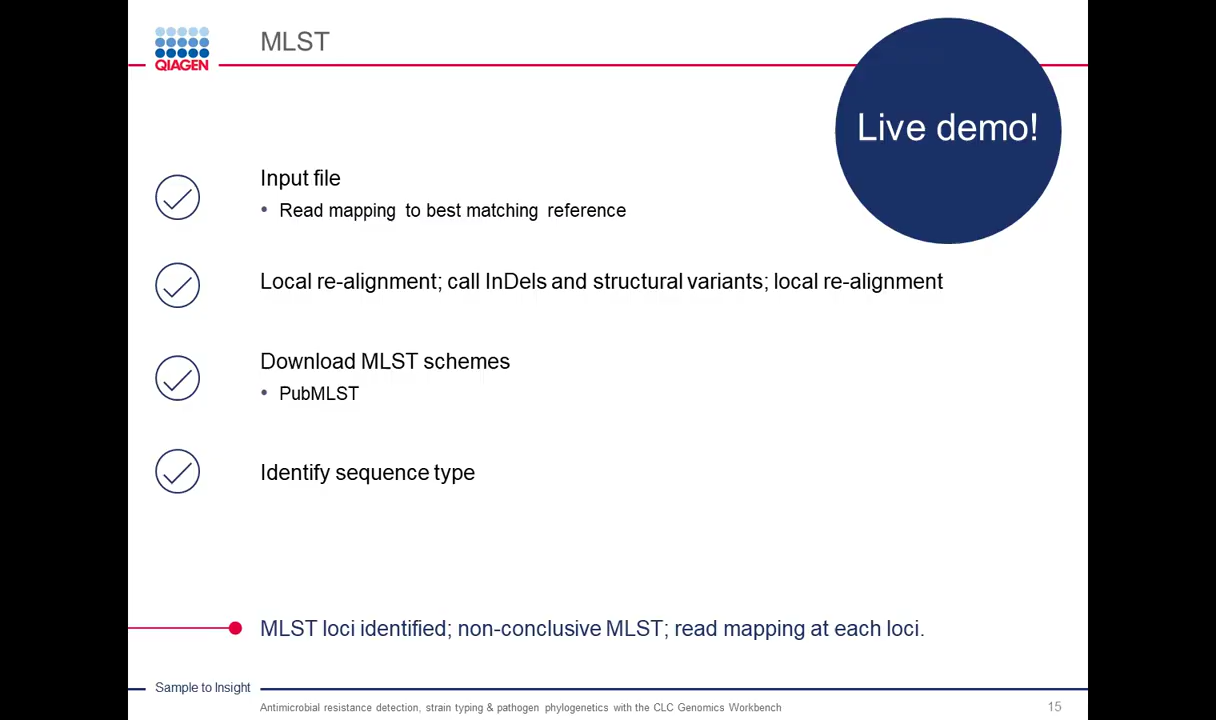 QIAGEN
MLST
Live demo!
Input file
• Read mapping to best matching reference
Local re-alignment; call InDels and structural variants; local re-alignment
Download MLST schemes
• PubMLST
Identify sequence type
MLST loci identified; non-conclusive MLST; read mapping at each loci.
Sample to Insight
Antimicrobial resistance detection, strain typing & pathogen phylogenetics with the CLC Genomics Workbench
15